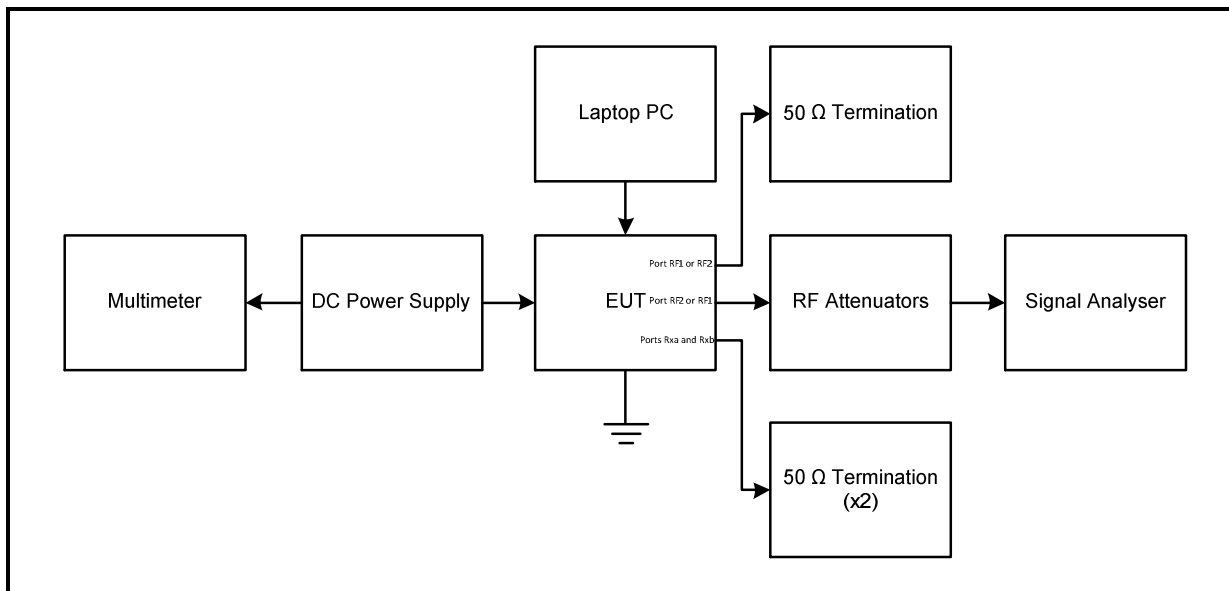 Laptop PC
50 Ω Termination
Multimeter
DC Power Supply
EUT
Port RF1 or RF2
Port RF2 or RF1
Ports Rxa and Rxb
RF Attenuators
Signal Analyser
50 Ω Termination
(x2)